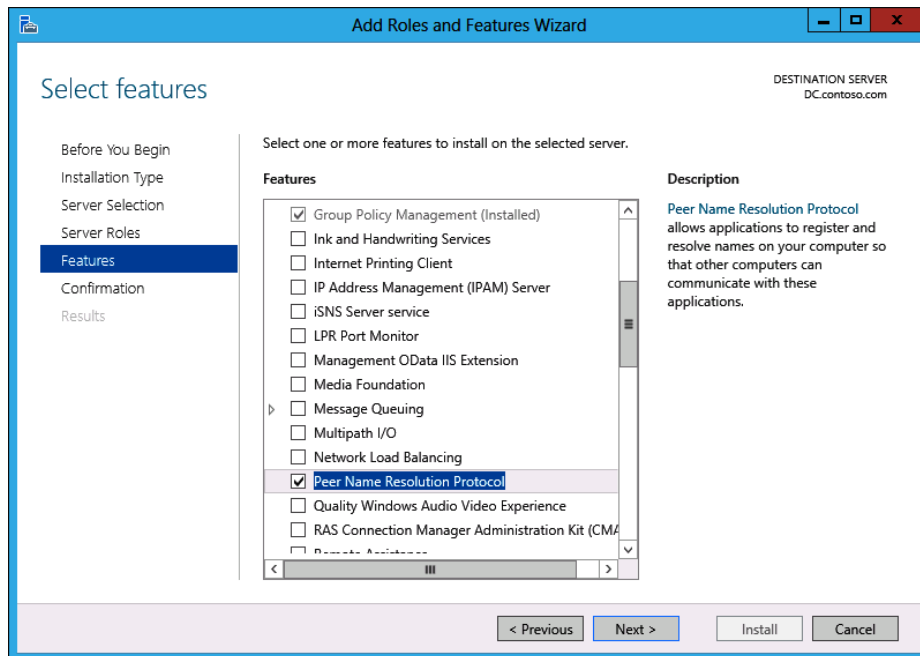 Add Roles and Features Wizard
Select features
DESTINATION SERVER
DC.contoso.com
Before You Begin
Installation Type
Server Selection
Server Roles
Features
Confirmation
Results
Select one or more features to install on the selected server.
Features
Group Policy Management (Installed)
Ink and Handwriting Services
Internet Printing Client
IP Address Management (IPAM) Server
iSNS Server service
LPR Port Monitor
Management OData IIS Extension
Media Foundation
Message Queuing
Multipath I/O
Network Load Balancing
Peer Name Resolution Protocol
Quality Windows Audio Video Experience
RAS Connection Manager Administration Kit (CMA
Remote Assistance
Description
Peer Name Resolution Protocol
allows applications to register and
resolve names on your computer so
that other computers can
communicate with these
applications.
< Previous
Next >
Install
Cancel